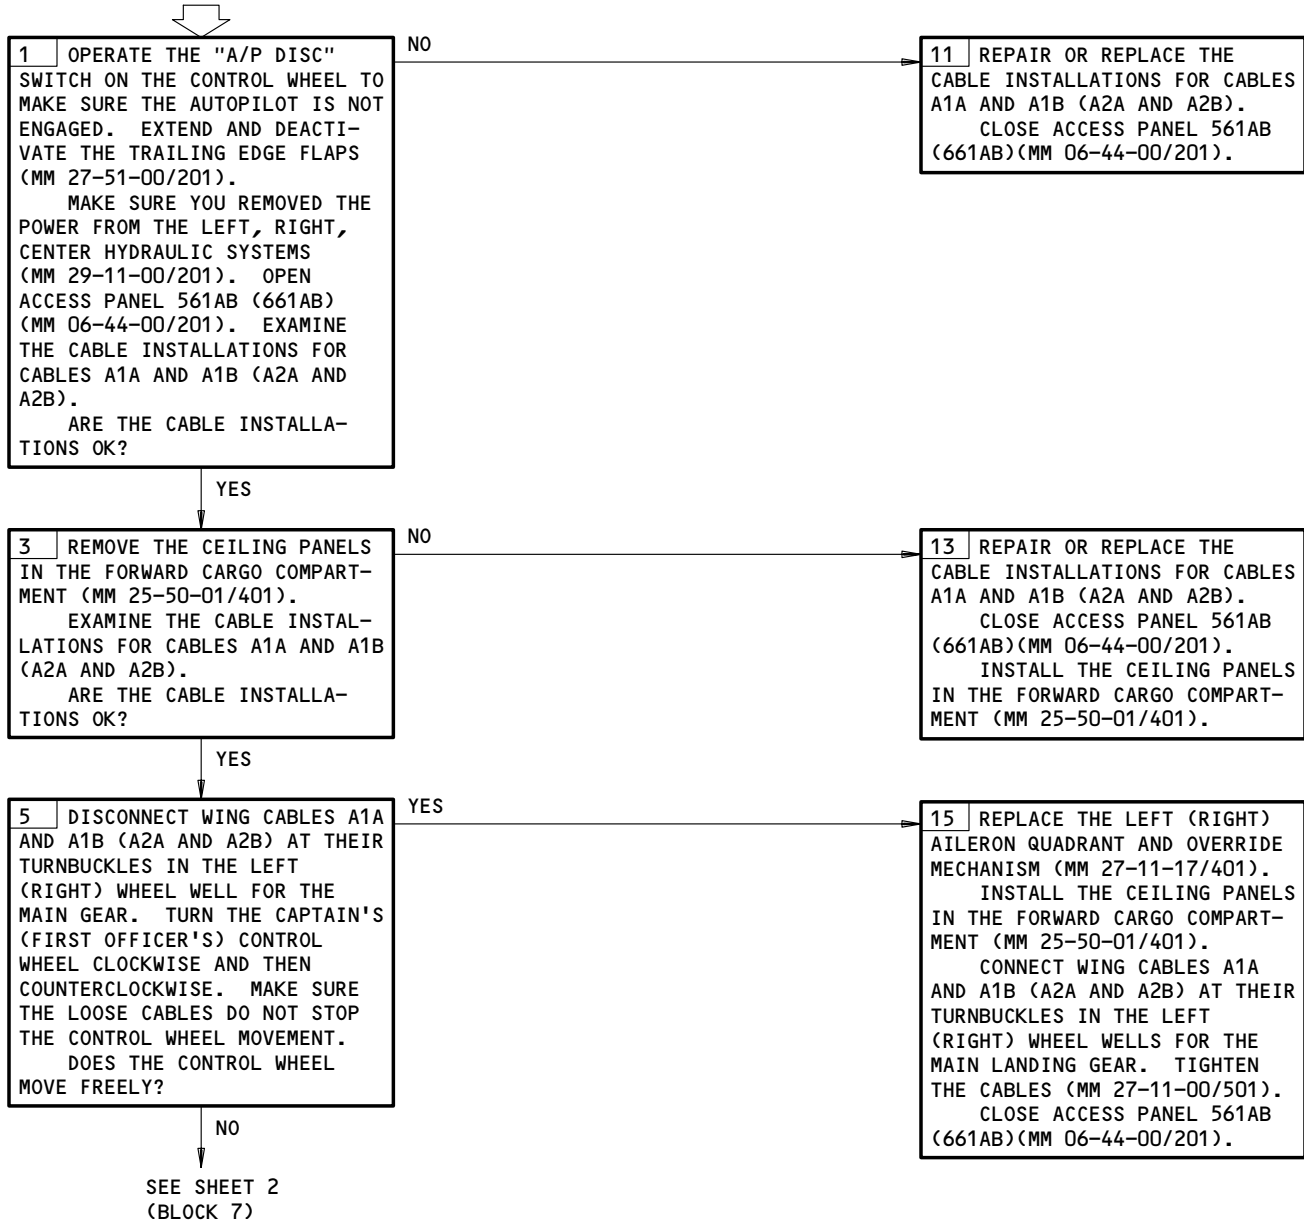 1 OPERATE THE "A/P DISC"
SWITCH ON THE CONTROL WHEEL TO
MAKE SURE THE AUTOPILOT IS NOT
ENGAGED. EXTEND AND DEACTI-
VATE THE TRAILING EDGE FLAPS
(MM 27-51-00/201).
MAKE SURE YOU REMOVED THE
POWER FROM THE LEFT, RIGHT,
CENTER HYDRAULIC SYSTEMS
(MM 29-11-00/201). OPEN
ACCESS PANEL 561AB (661AB)
(MM 06-44-00/201). EXAMINE
THE CABLE INSTALLATIONS FOR
CABLES A1A AND A1B (A2A AND
A2B).
ARE THE CABLE INSTALLA-
TIONS OK?
NO
11 REPAIR OR REPLACE THE
CABLE INSTALLATIONS FOR CABLES
A1A AND A1B (A2A AND A2B).
CLOSE ACCESS PANEL 561AB
(661AB)(MM 06-44-00/201).
YES
3 REMOVE THE CEILING PANELS
IN THE FORWARD CARGO COMPART-
MENT (MM 25-50-01/401).
EXAMINE THE CABLE INSTAL-
LATIONS FOR CABLES A1A AND A1B
(A2A AND A2B).
ARE THE CABLE INSTALLA-
TIONS OK?
NO
13 REPAIR OR REPLACE THE
CABLE INSTALLATIONS FOR CABLES
A1A AND A1B (A2A AND A2B).
CLOSE ACCESS PANEL 561AB
(661AB)(MM 06-44-00/201).
INSTALL THE CEILING PANELS
IN THE FORWARD CARGO COMPART-
MENT (MM 25-50-01/401).
YES
5 DISCONNECT WING CABLES A1A
AND A1B (A2A AND A2B) AT THEIR
TURNBUCKLES IN THE LEFT
(RIGHT) WHEEL WELL FOR THE
MAIN GEAR. TURN THE CAPTAIN'S
(FIRST OFFICER'S) CONTROL
WHEEL CLOCKWISE AND THEN
COUNTERCLOCKWISE. MAKE SURE
THE LOOSE CABLES DO NOT STOP
THE CONTROL WHEEL MOVEMENT.
DOES THE CONTROL WHEEL
MOVE FREELY?
YES
15 REPLACE THE LEFT (RIGHT)
AILERON QUADRANT AND OVERRIDE
MECHANISM (MM 27-11-17/401).
INSTALL THE CEILING PANELS
IN THE FORWARD CARGO COMPART-
MENT (MM 25-50-01/401).
CONNECT WING CABLES A1A
AND A1B (A2A AND A2B) AT THEIR
TURNBUCKLES IN THE LEFT
(RIGHT) WHEEL WELLS FOR THE
MAIN LANDING GEAR. TIGHTEN
THE CABLES (MM 27-11-00/501).
CLOSE ACCESS PANEL 561AB
(661AB)(MM 06-44-00/201).
NO
SEE SHEET 2
(BLOCK 7)